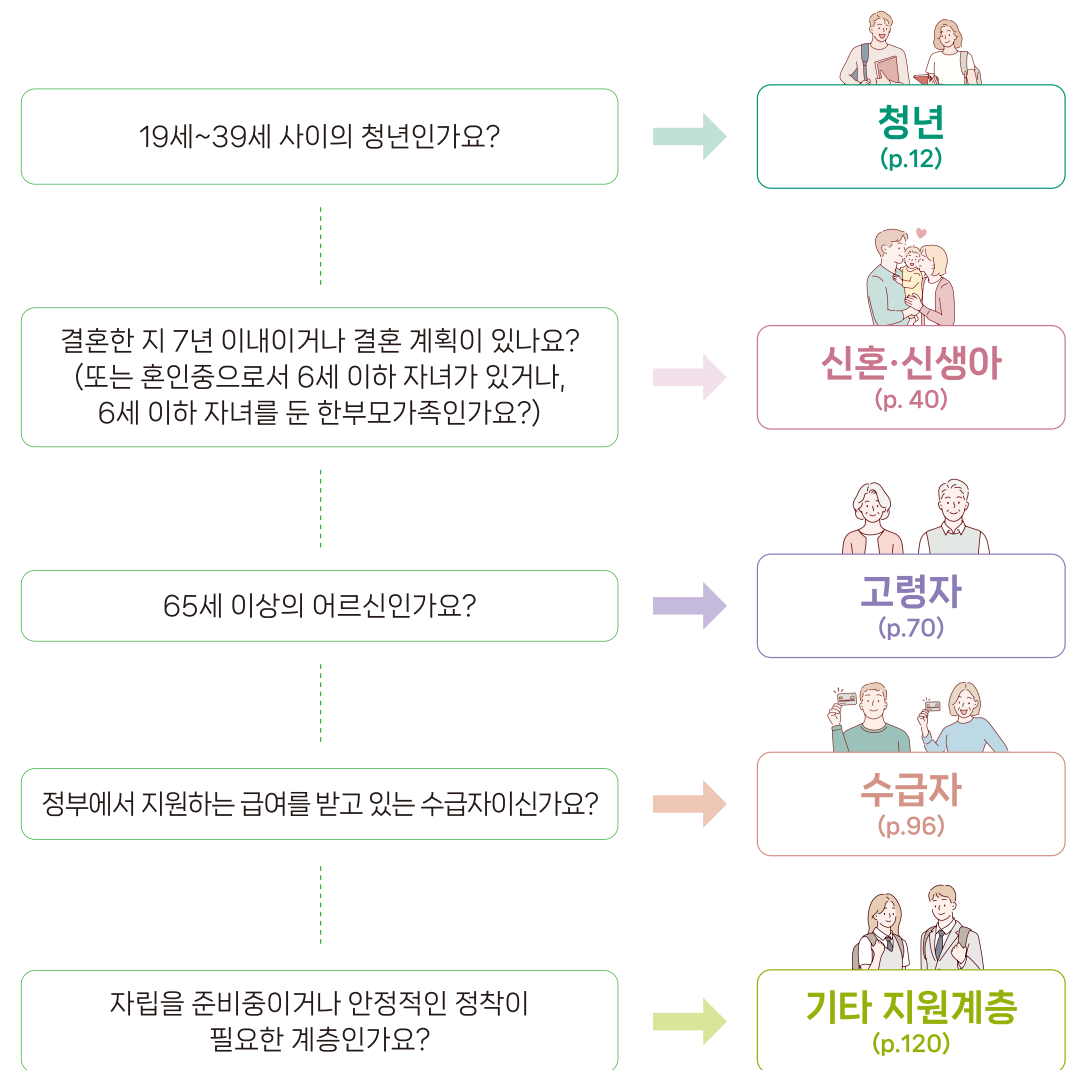 19세~39세 사이의 청년인가요?
청년
(p.12)
결혼한 지 7년 이내이거나 결혼 계획이 있나요?
(또는 혼인중으로서 6세 이하 자녀가 있거나,
6세 이하 자녀를 둔 한부모가족인가요?)
신혼·신생아
(p. 40)
65세 이상의 어르신인가요?
고령자
(p.70)
정부에서 지원하는 급여를 받고 있는 수급자이신가요?
수급자
(p.96)
자립을 준비중이거나 안정적인 정착이
필요한 계층인가요?
기타 지원계층
(p.120)